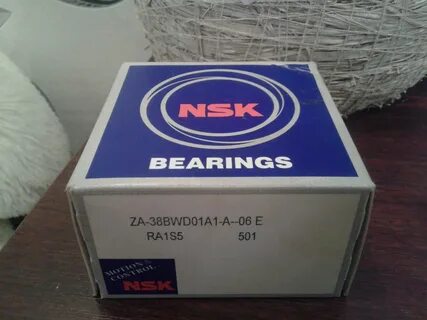 NSK
BEARINGS
ZA-38BWD01A1-A--06 E
RA1S5 501
MOTION &
CONTROL
NSK